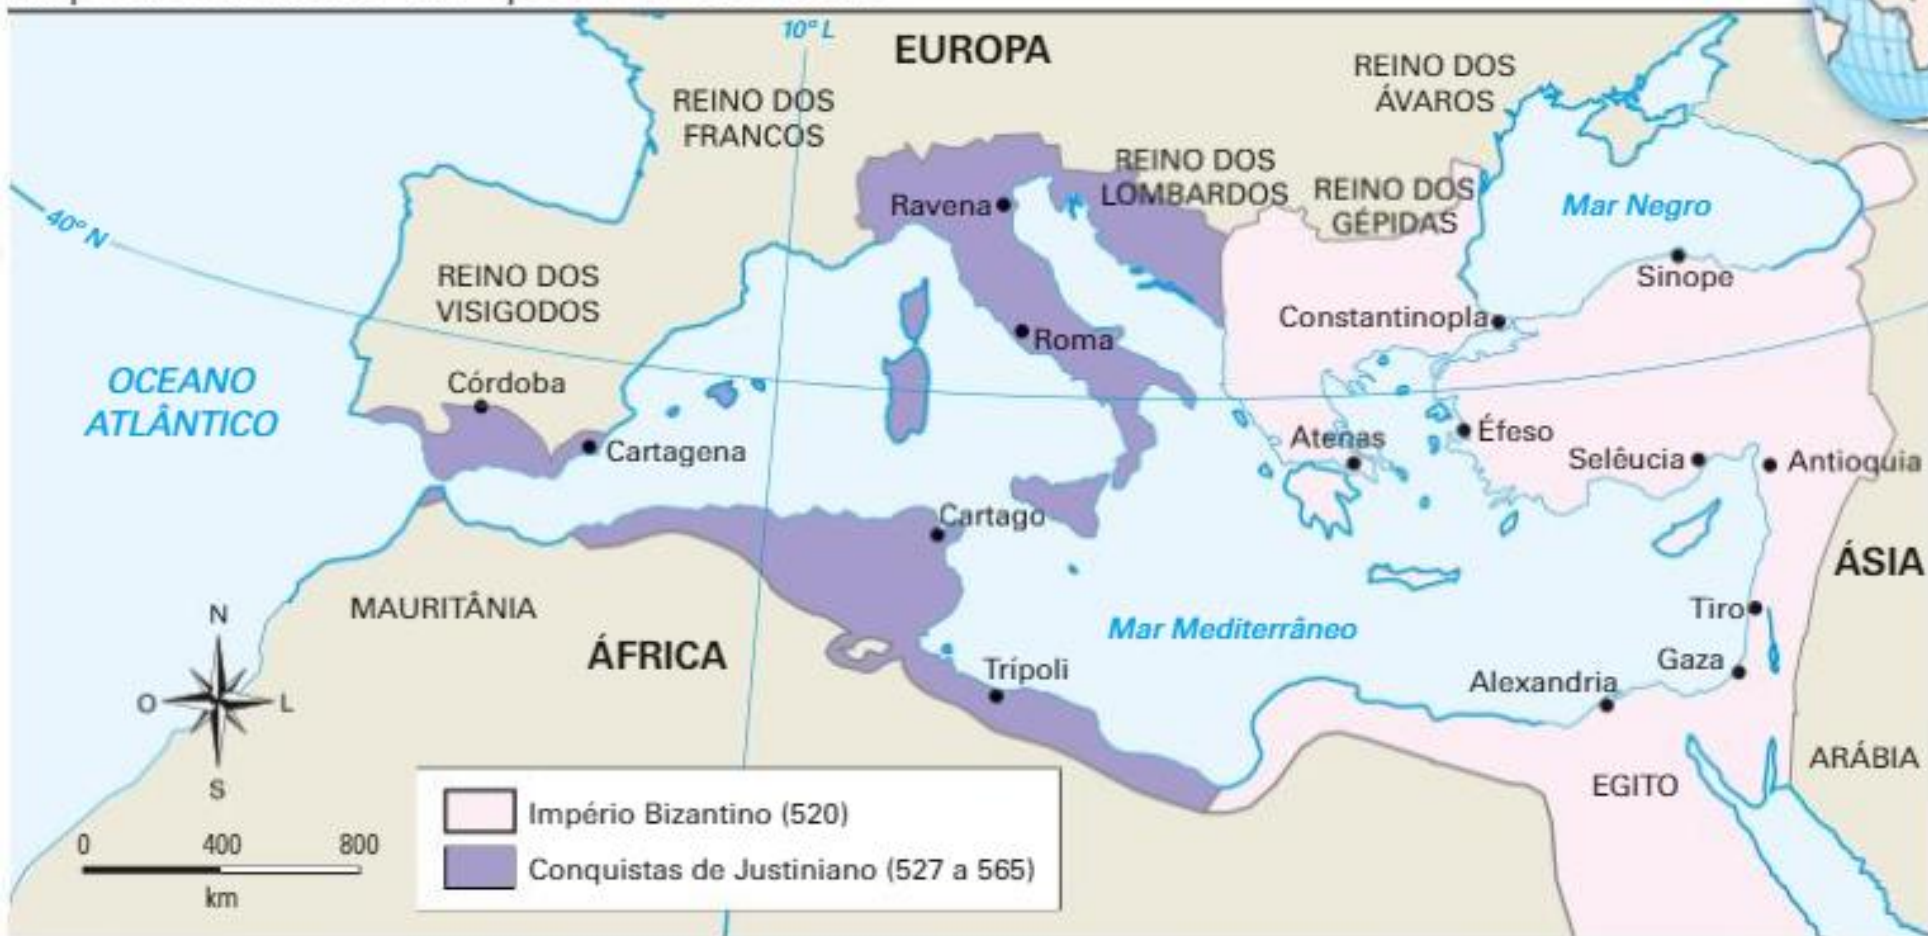 10° L
EUROPA
REINO DOS
FRANCOS
REINO DOS
ÁVAROS
REINO DOS
LOMBARDOS
REINO DOS
GÉPIDAS
Ravena
Mar Negro
40° N
REINO DOS
VISIGODOS
Sinope
Constantinopla
Roma
OCEANO
ATLÂNTICO
Córdoba
Cartagena
Atenas
Éfeso
Selêucia
Antioquia
Cartago
ÁSIA
MAURITÂNIA
ÁFRICA
Mar Mediterrâneo
Tiro
Trípoli
Gaza
Alexandria
EGITO
ARÁBIA
N
O
L
S
0 400 800
km
Império Bizantino (520)
Conquistas de Justiniano (527 a 565)